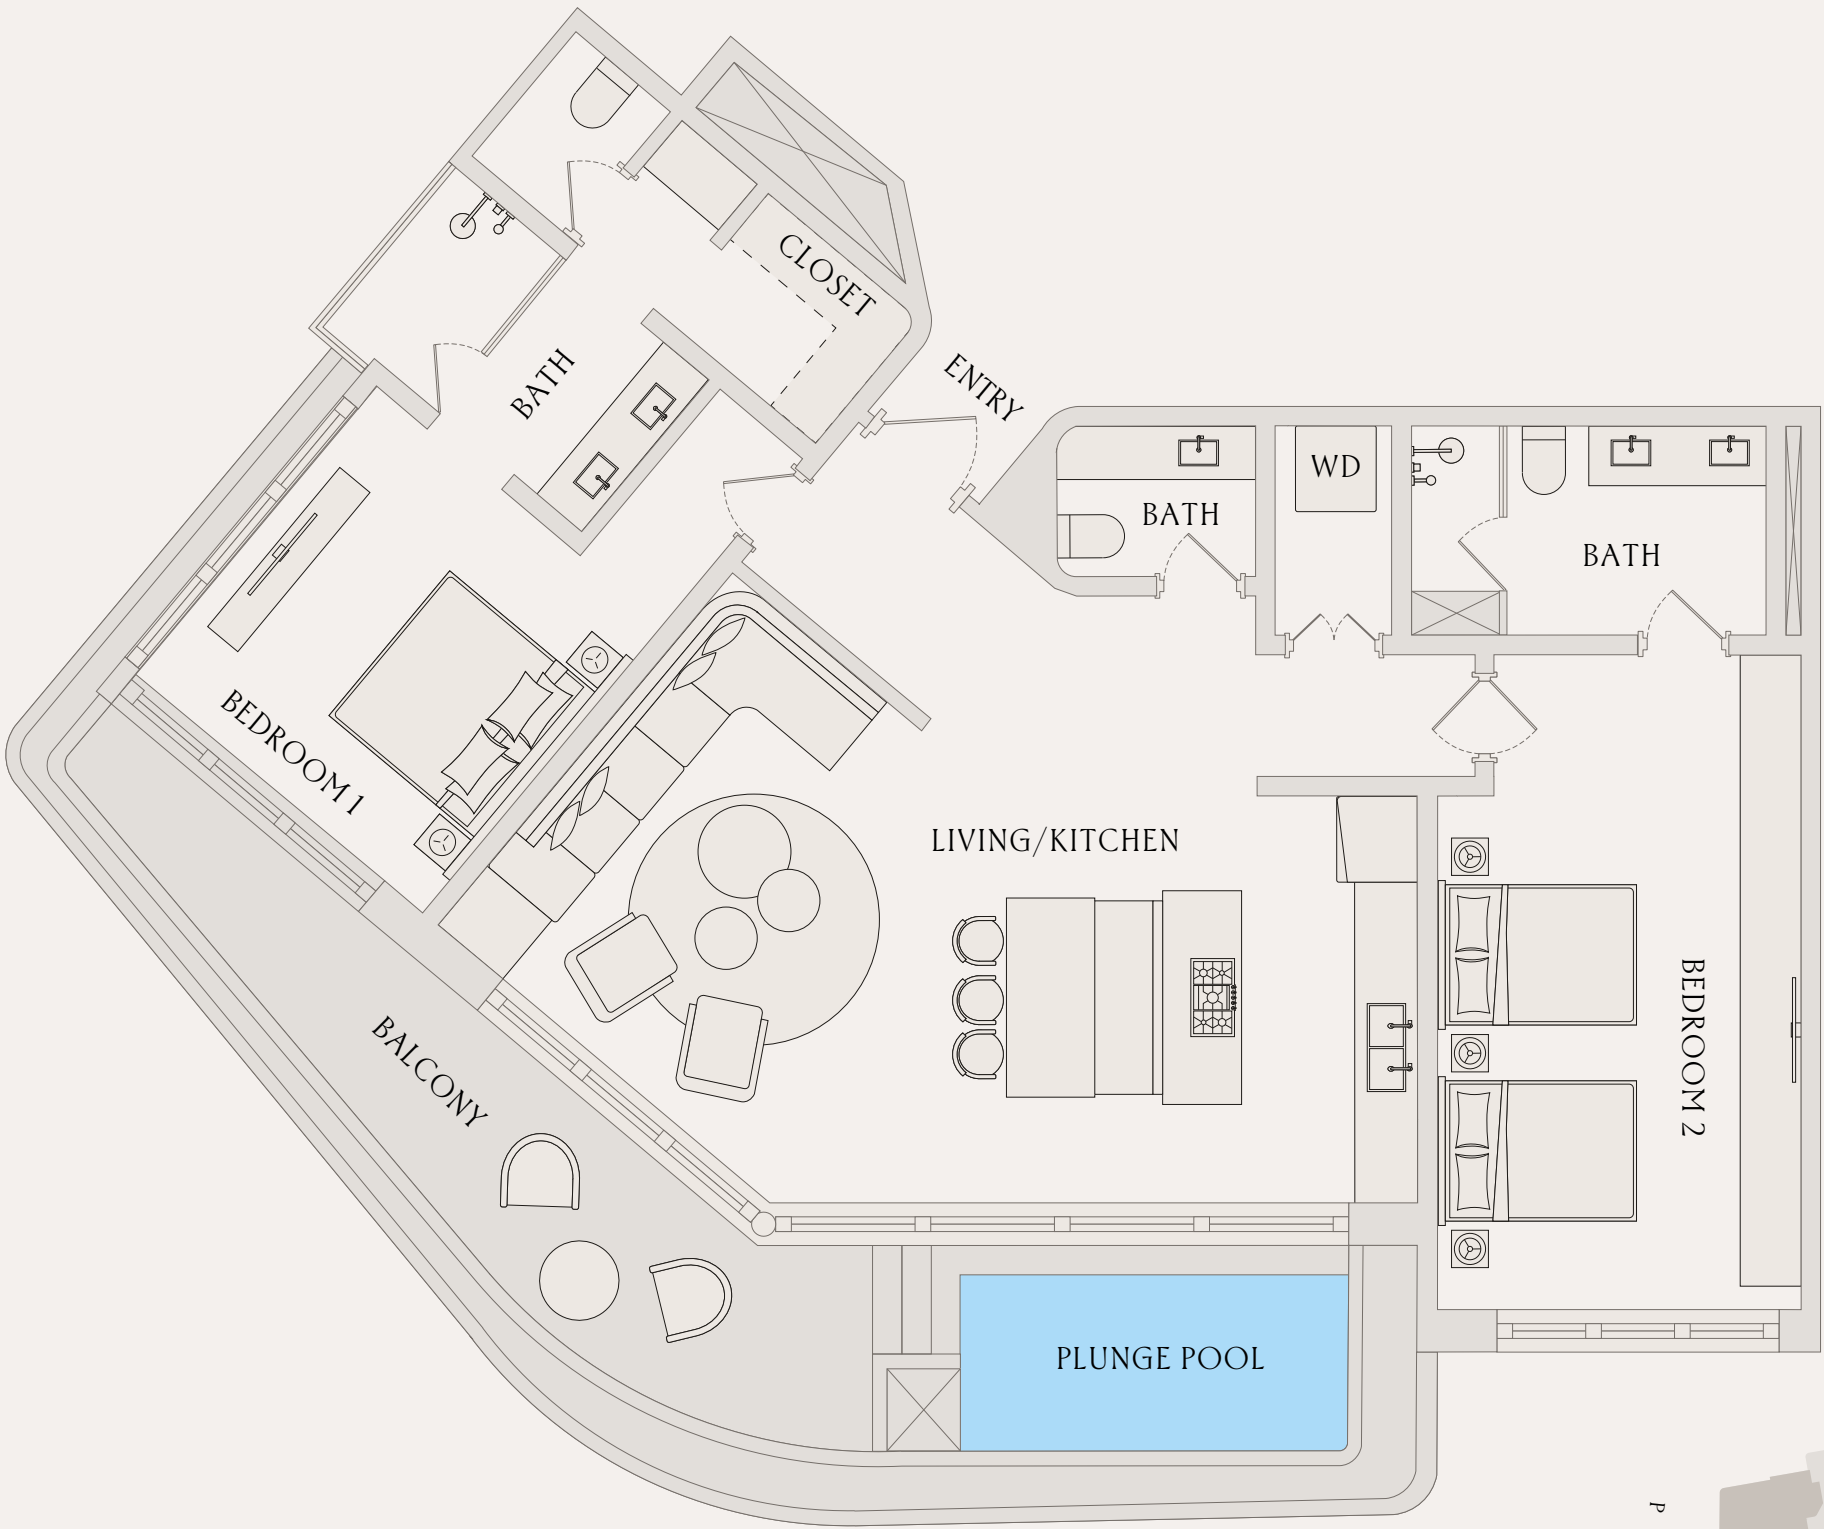 CLOSET
ENTRY
BATH
WD
BATH
BATH
BEDROOM 1
LIVING/KITCHEN
BEDROOM 2
BALCONY
PLUNGE POOL
P